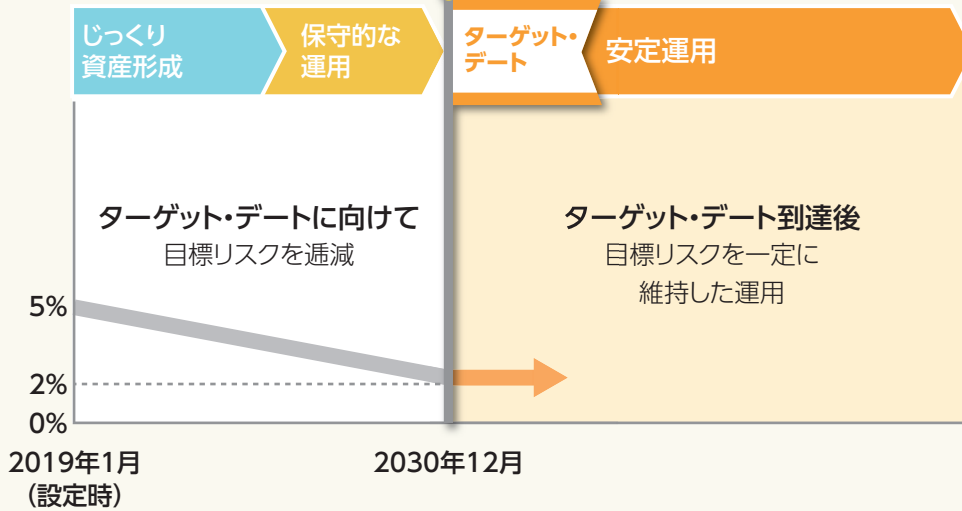 じっくり
資産形成
保守的な
運用
ターゲット・
デート
安定運用
ターゲット・デートに向けて
目標リスクを逓減
ターゲット・デート到達後
目標リスクを一定に
維持した運用
5%
2%
0%
2019年1月
(設定時)
2030年12月